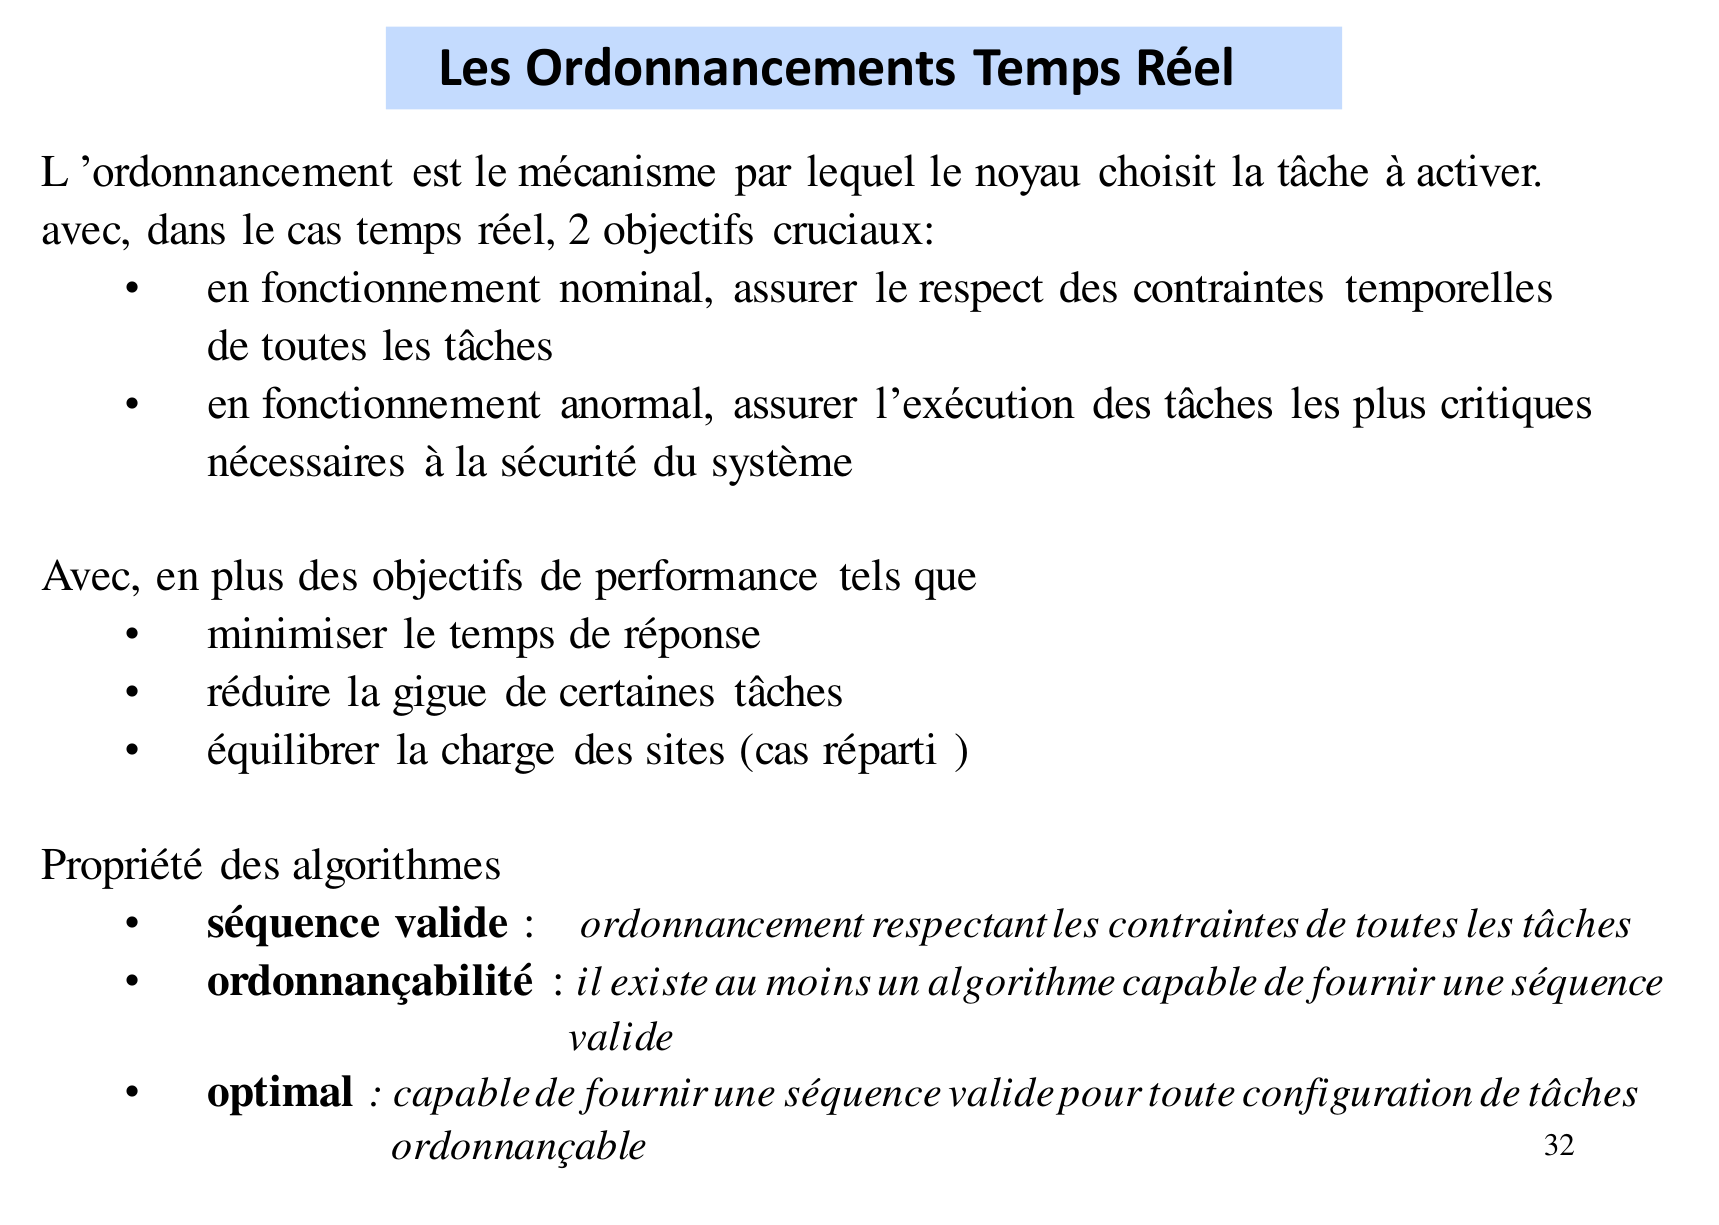 Les Ordonnancements Temps Réel
L ’ordonnancement est le mécanisme par lequel le noyau choisit la tâche à activer.
avec, dans le cas temps réel, 2 objectifs cruciaux:
• en fonctionnement nominal, assurer le respect des contraintes temporelles
de toutes les tâches
• en fonctionnement anormal, assurer l’exécution des tâches les plus critiques
nécessaires à la sécurité du système
Avec, en plus des objectifs de performance tels que
• minimiser le temps de réponse
• réduire la gigue de certaines tâches
• équilibrer la charge des sites (cas réparti )
Propriété des algorithmes
• séquence valide : ordonnancement respectant les contraintes de toutes les tâches
• ordonnançabilité : il existe au moins un algorithme capable de fournir une séquence
valide
• optimal : capable de fournir une séquence valide pour toute configuration de tâches
ordonnançable
32